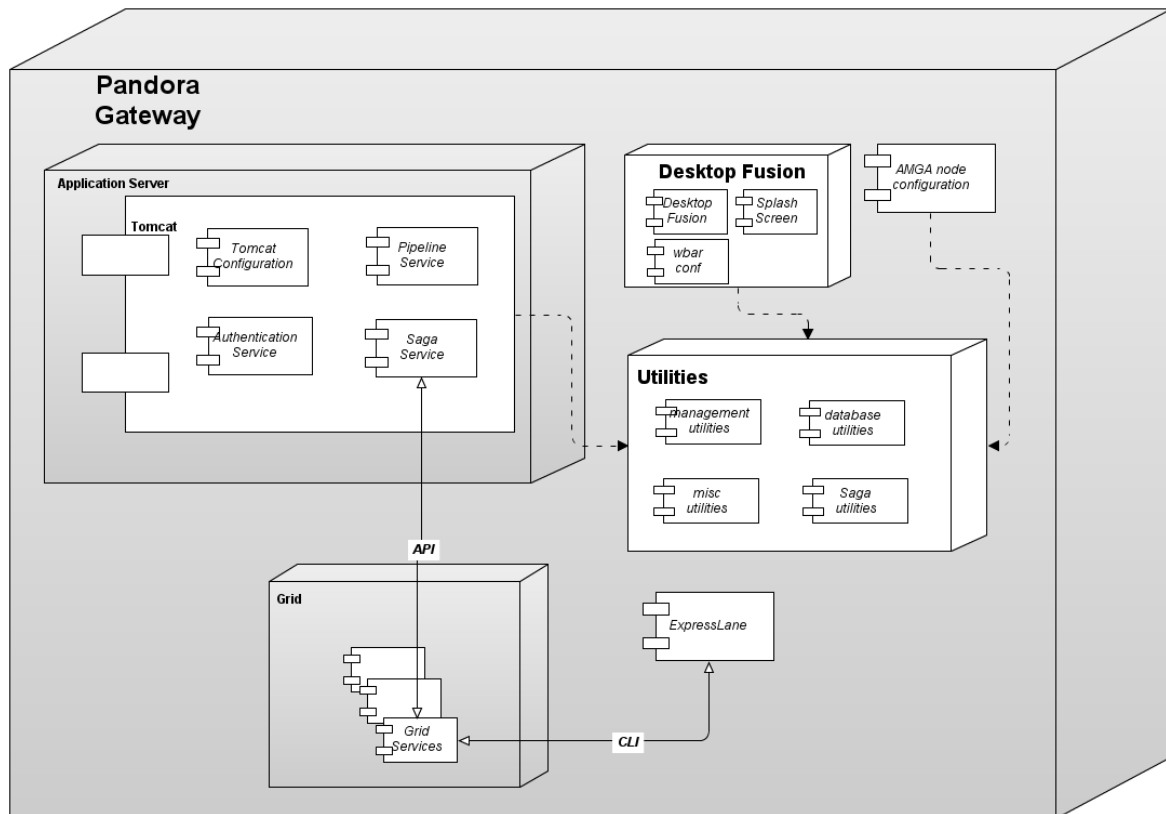 Pandora
Gateway
Application Server
Tomcat
Tomcat
Configuration
Pipeline
Service
Authentication
Service
Saga
Service
Desktop Fusion
Desktop
Fusion
Splash
Screen
wbar
conf
AMGA node
configuration
Utilities
management
utilities
database
utilities
misc
utilities
Saga
utilities
API
Grid
Grid
Services
ExpressLane
CLI